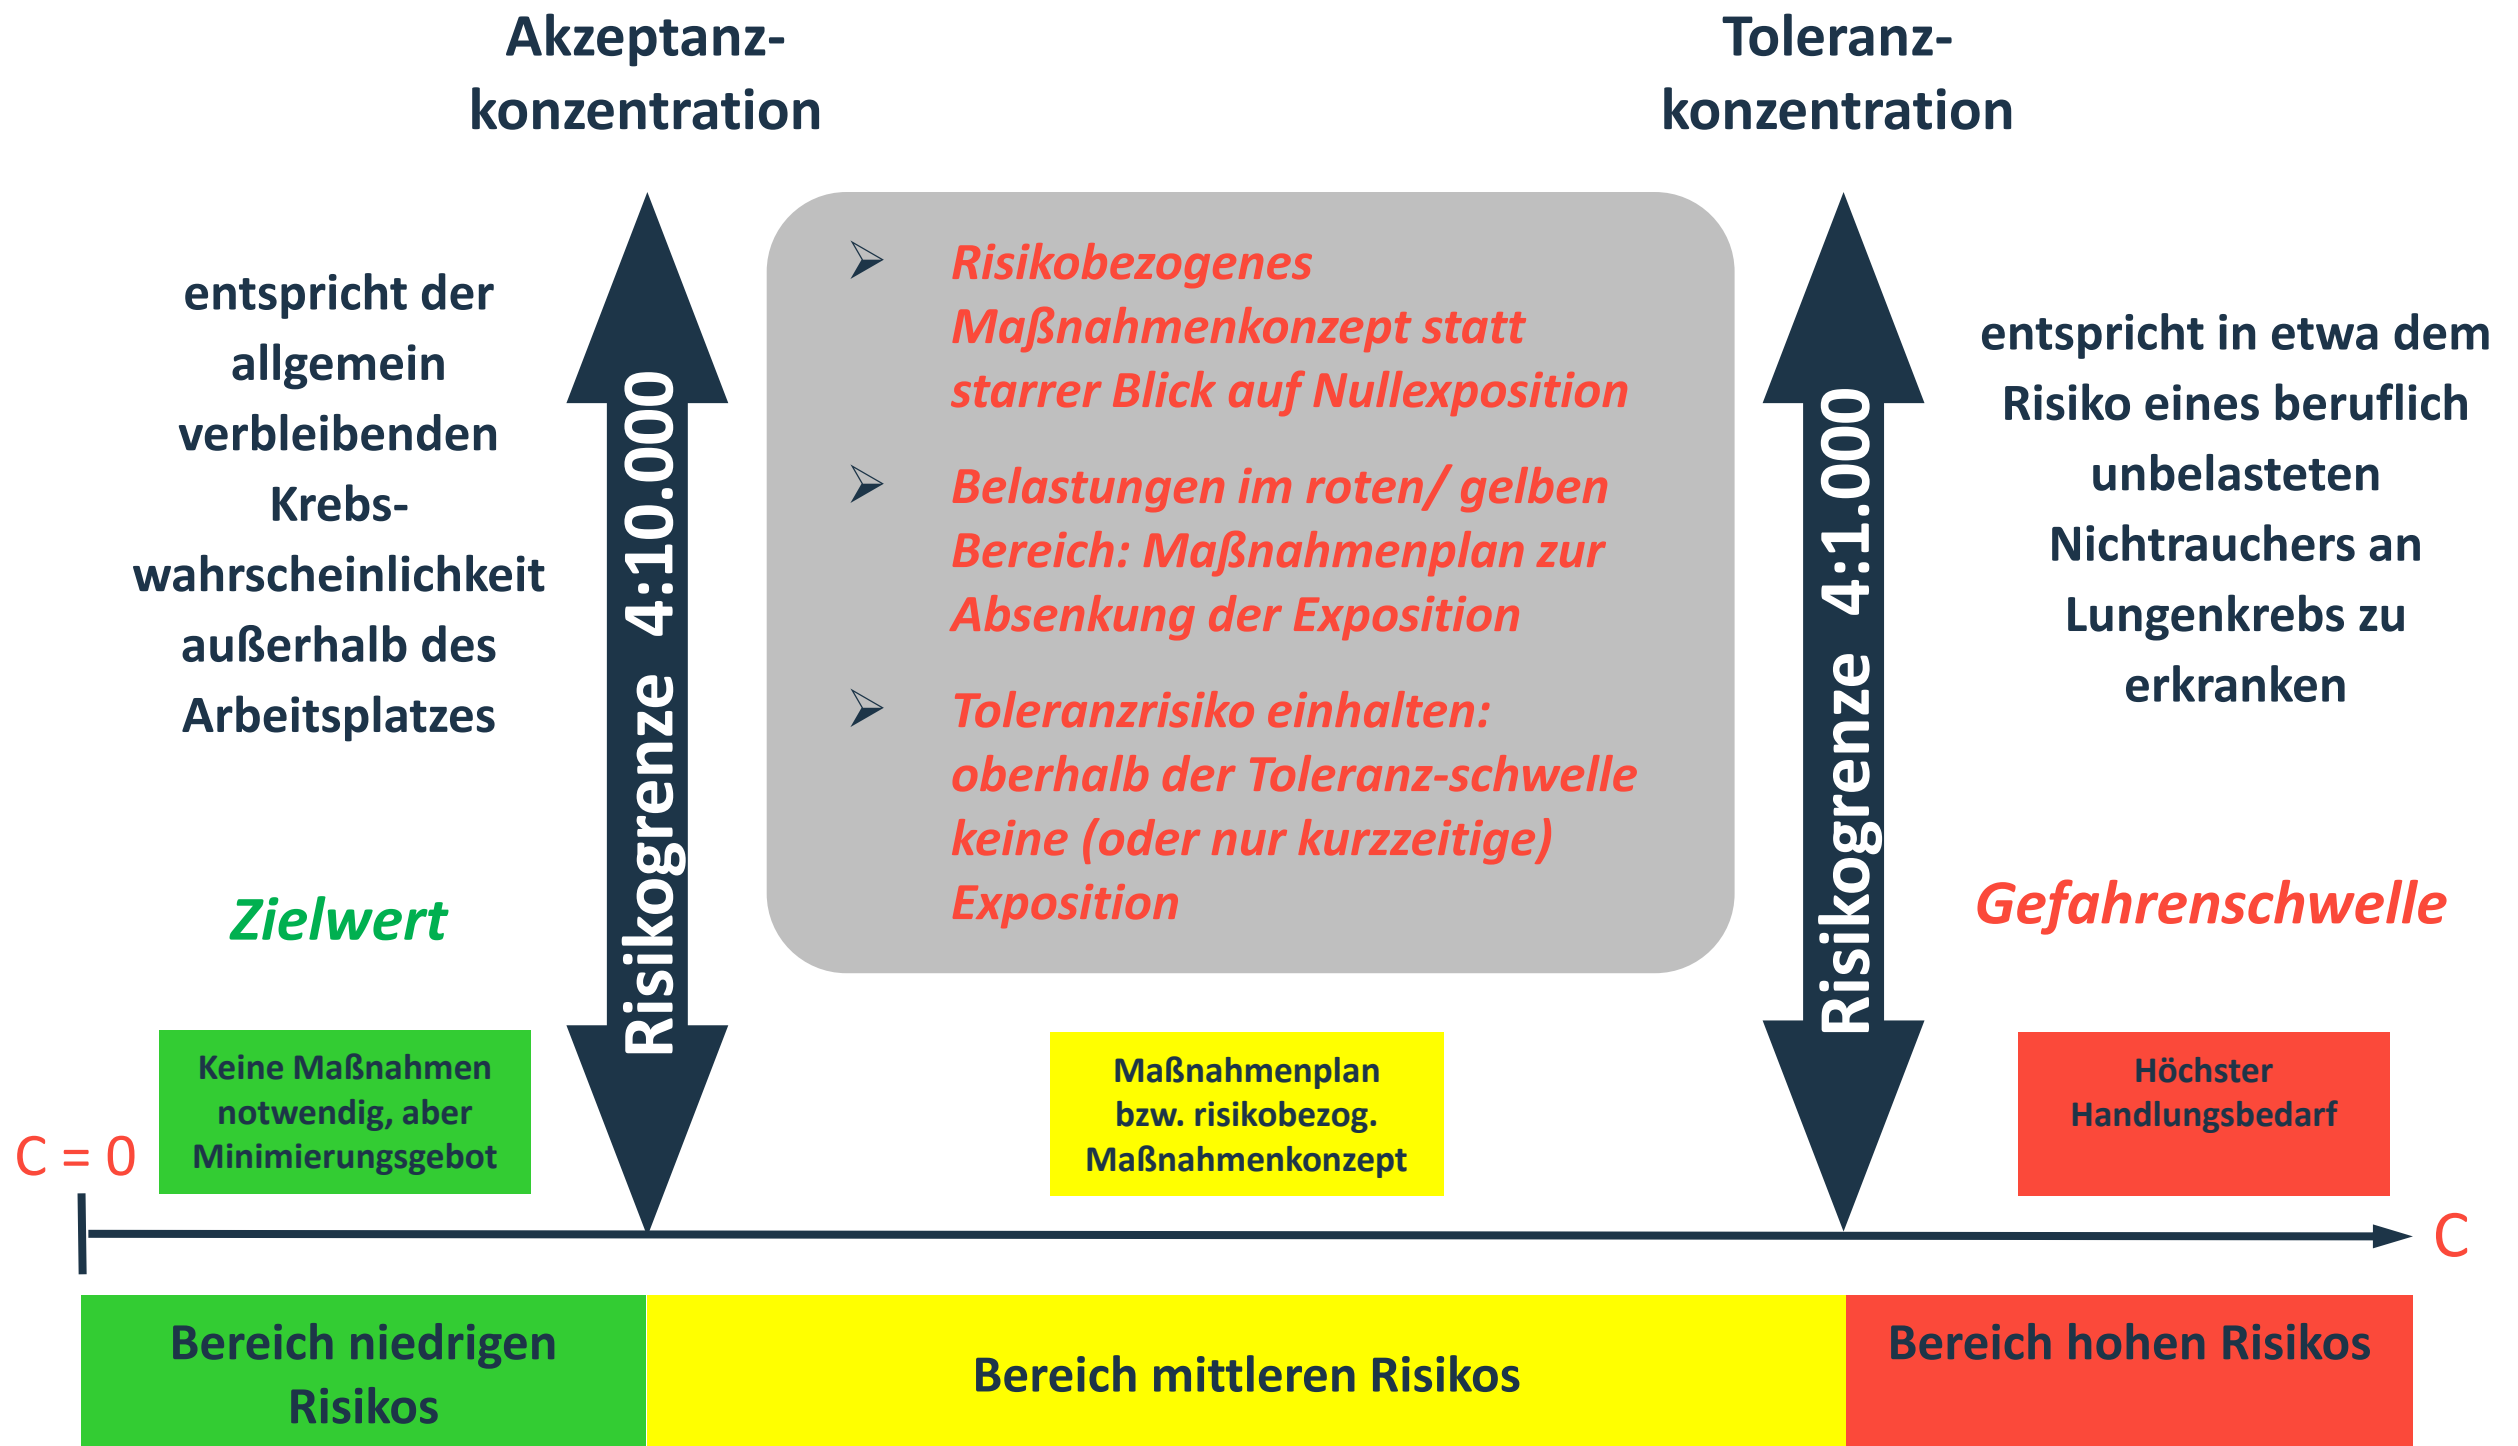 Akzeptanz-
konzentration
Toleranz-
konzentration
entspricht der
allgemein
verbleibenden
Krebs-
wahrscheinlichkeit
außerhalb des
Arbeitsplatzes
Zielwert
Risikogrenze 4:10.000
Risikobezogenes
Maßnahmenkonzept statt
starrer Blick auf Nullexposition
Belastungen im roten/ gelben
Bereich: Maßnahmenplan zur
Absenkung der Exposition
Toleranzrisiko einhalten:
oberhalb der Toleranz-schwelle
keine (oder nur kurzzeitige)
Exposition
Risikogrenze 4:1.000
entspricht in etwa dem
Risiko eines beruflich
unbelasteten
Nichtrauchers an
Lungenkrebs zu
erkranken
Gefahrenschwelle
Keine Maßnahmen
notwendig, aber
Minimierungsgebot
Maßnahmenplan
bzw. risikobezog.
Maßnahmenkonzept
Höchster
Handlungsbedarf
C = 0
C
Bereich niedrigen
Risikos
Bereich mittleren Risikos
Bereich hohen Risikos